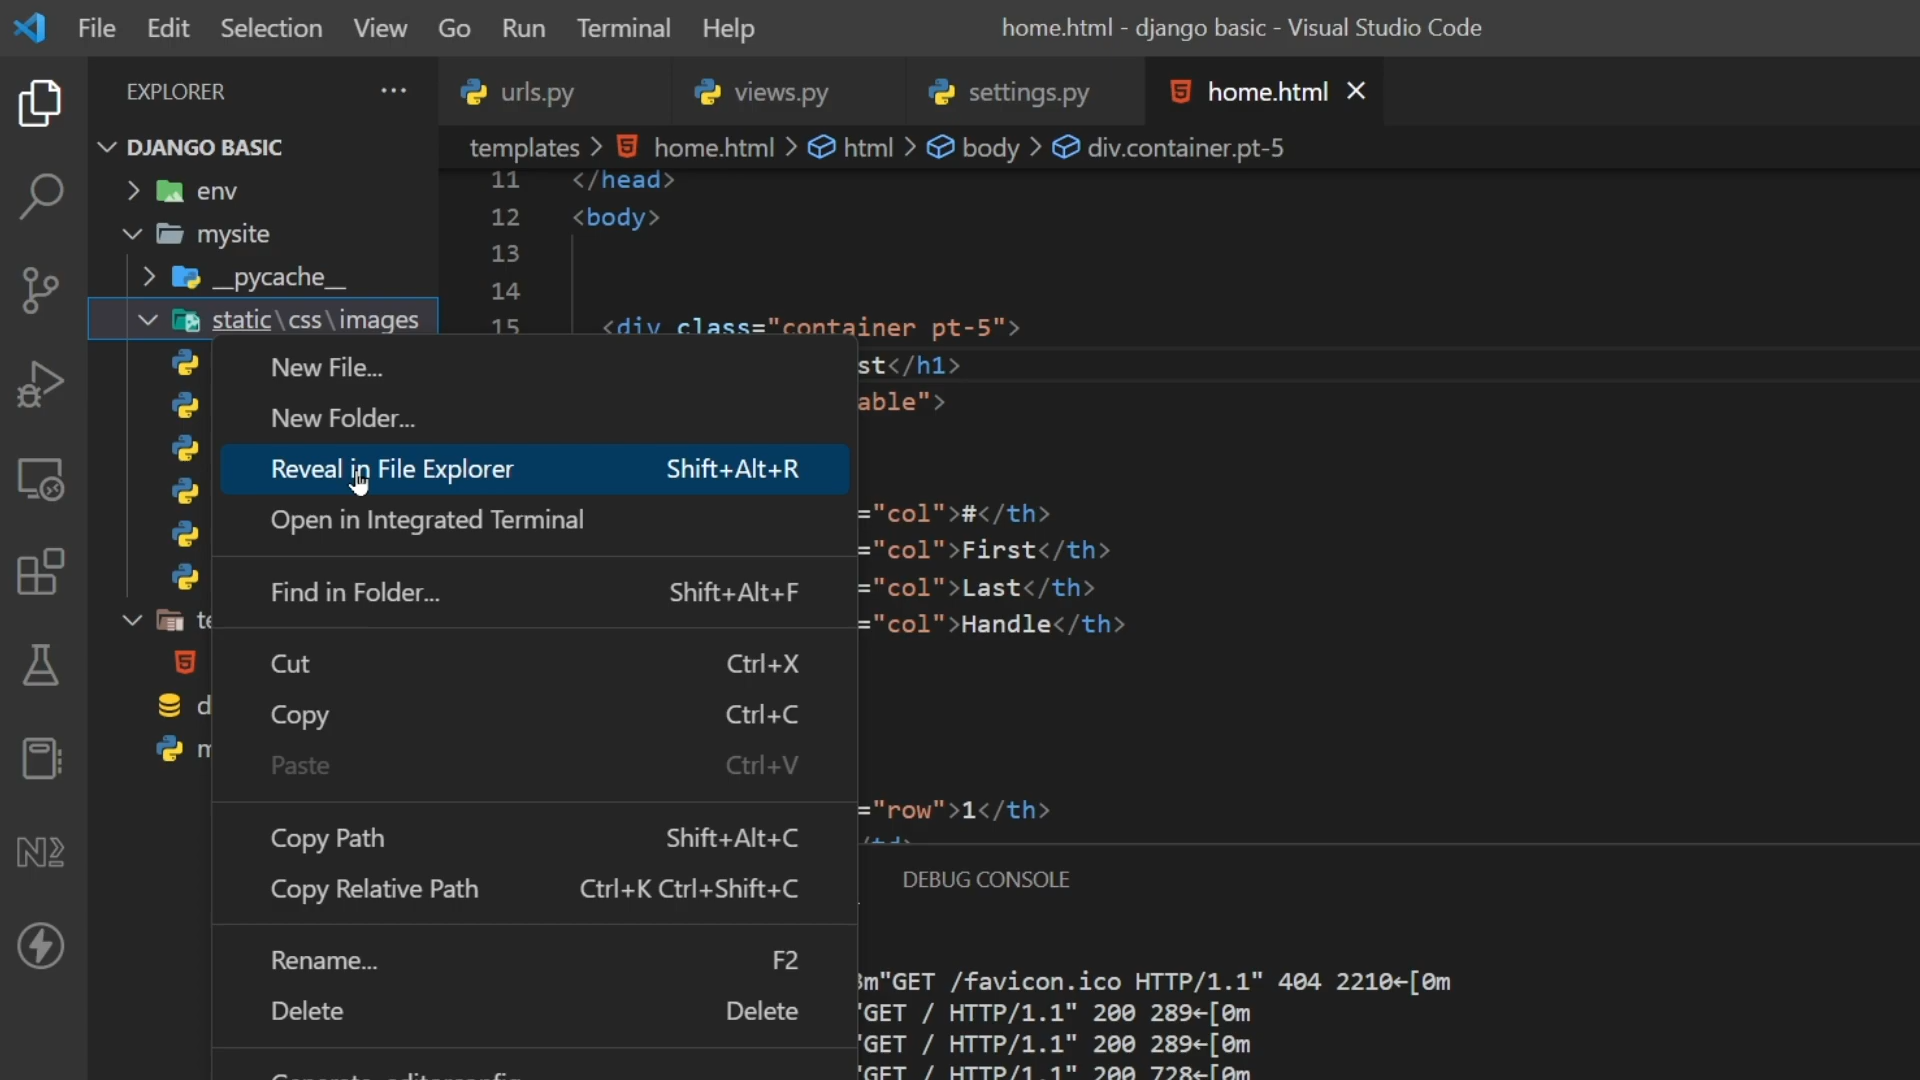 File Edit Selection View Go Run Terminal Help home.html - django basic - Visual Studio Code
EXPLORER ···
urls.py views.py settings.py home.html
DJANGO BASIC
templates > home.html > html > body > div.container.pt-5
env
mysite
__pycache__
static\css\images
11 </head>
12 <body>
13
14
15 <div class="container pt-5">
st</h1>
able">
="col">#</th>
="col">First</th>
="col">Last</th>
="col">Handle</th>
="row">1</th>
New File...
New Folder...
Reveal in File Explorer Shift+Alt+R
Open in Integrated Terminal
Find in Folder... Shift+Alt+F
Cut Ctrl+X
Copy Ctrl+C
Paste Ctrl+V
Copy Path Shift+Alt+C
Copy Relative Path Ctrl+K Ctrl+Shift+C
Rename... F2
Delete Delete
te
d
m
DEBUG CONSOLE
3m"GET /favicon.ico HTTP/1.1" 404 2210←[0m
"GET / HTTP/1.1" 200 289←[0m
"GET / HTTP/1.1" 200 289←[0m
"GET / HTTP/1.1" 200 728←[0m